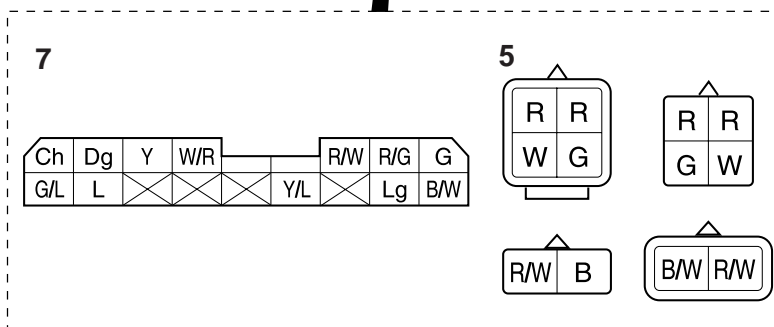 7
5
Ch Dg Y W/R R/W R/G G
G/L L Y/L Lg B/W
R R
W G
R R
G W
R/W B
B/W R/W